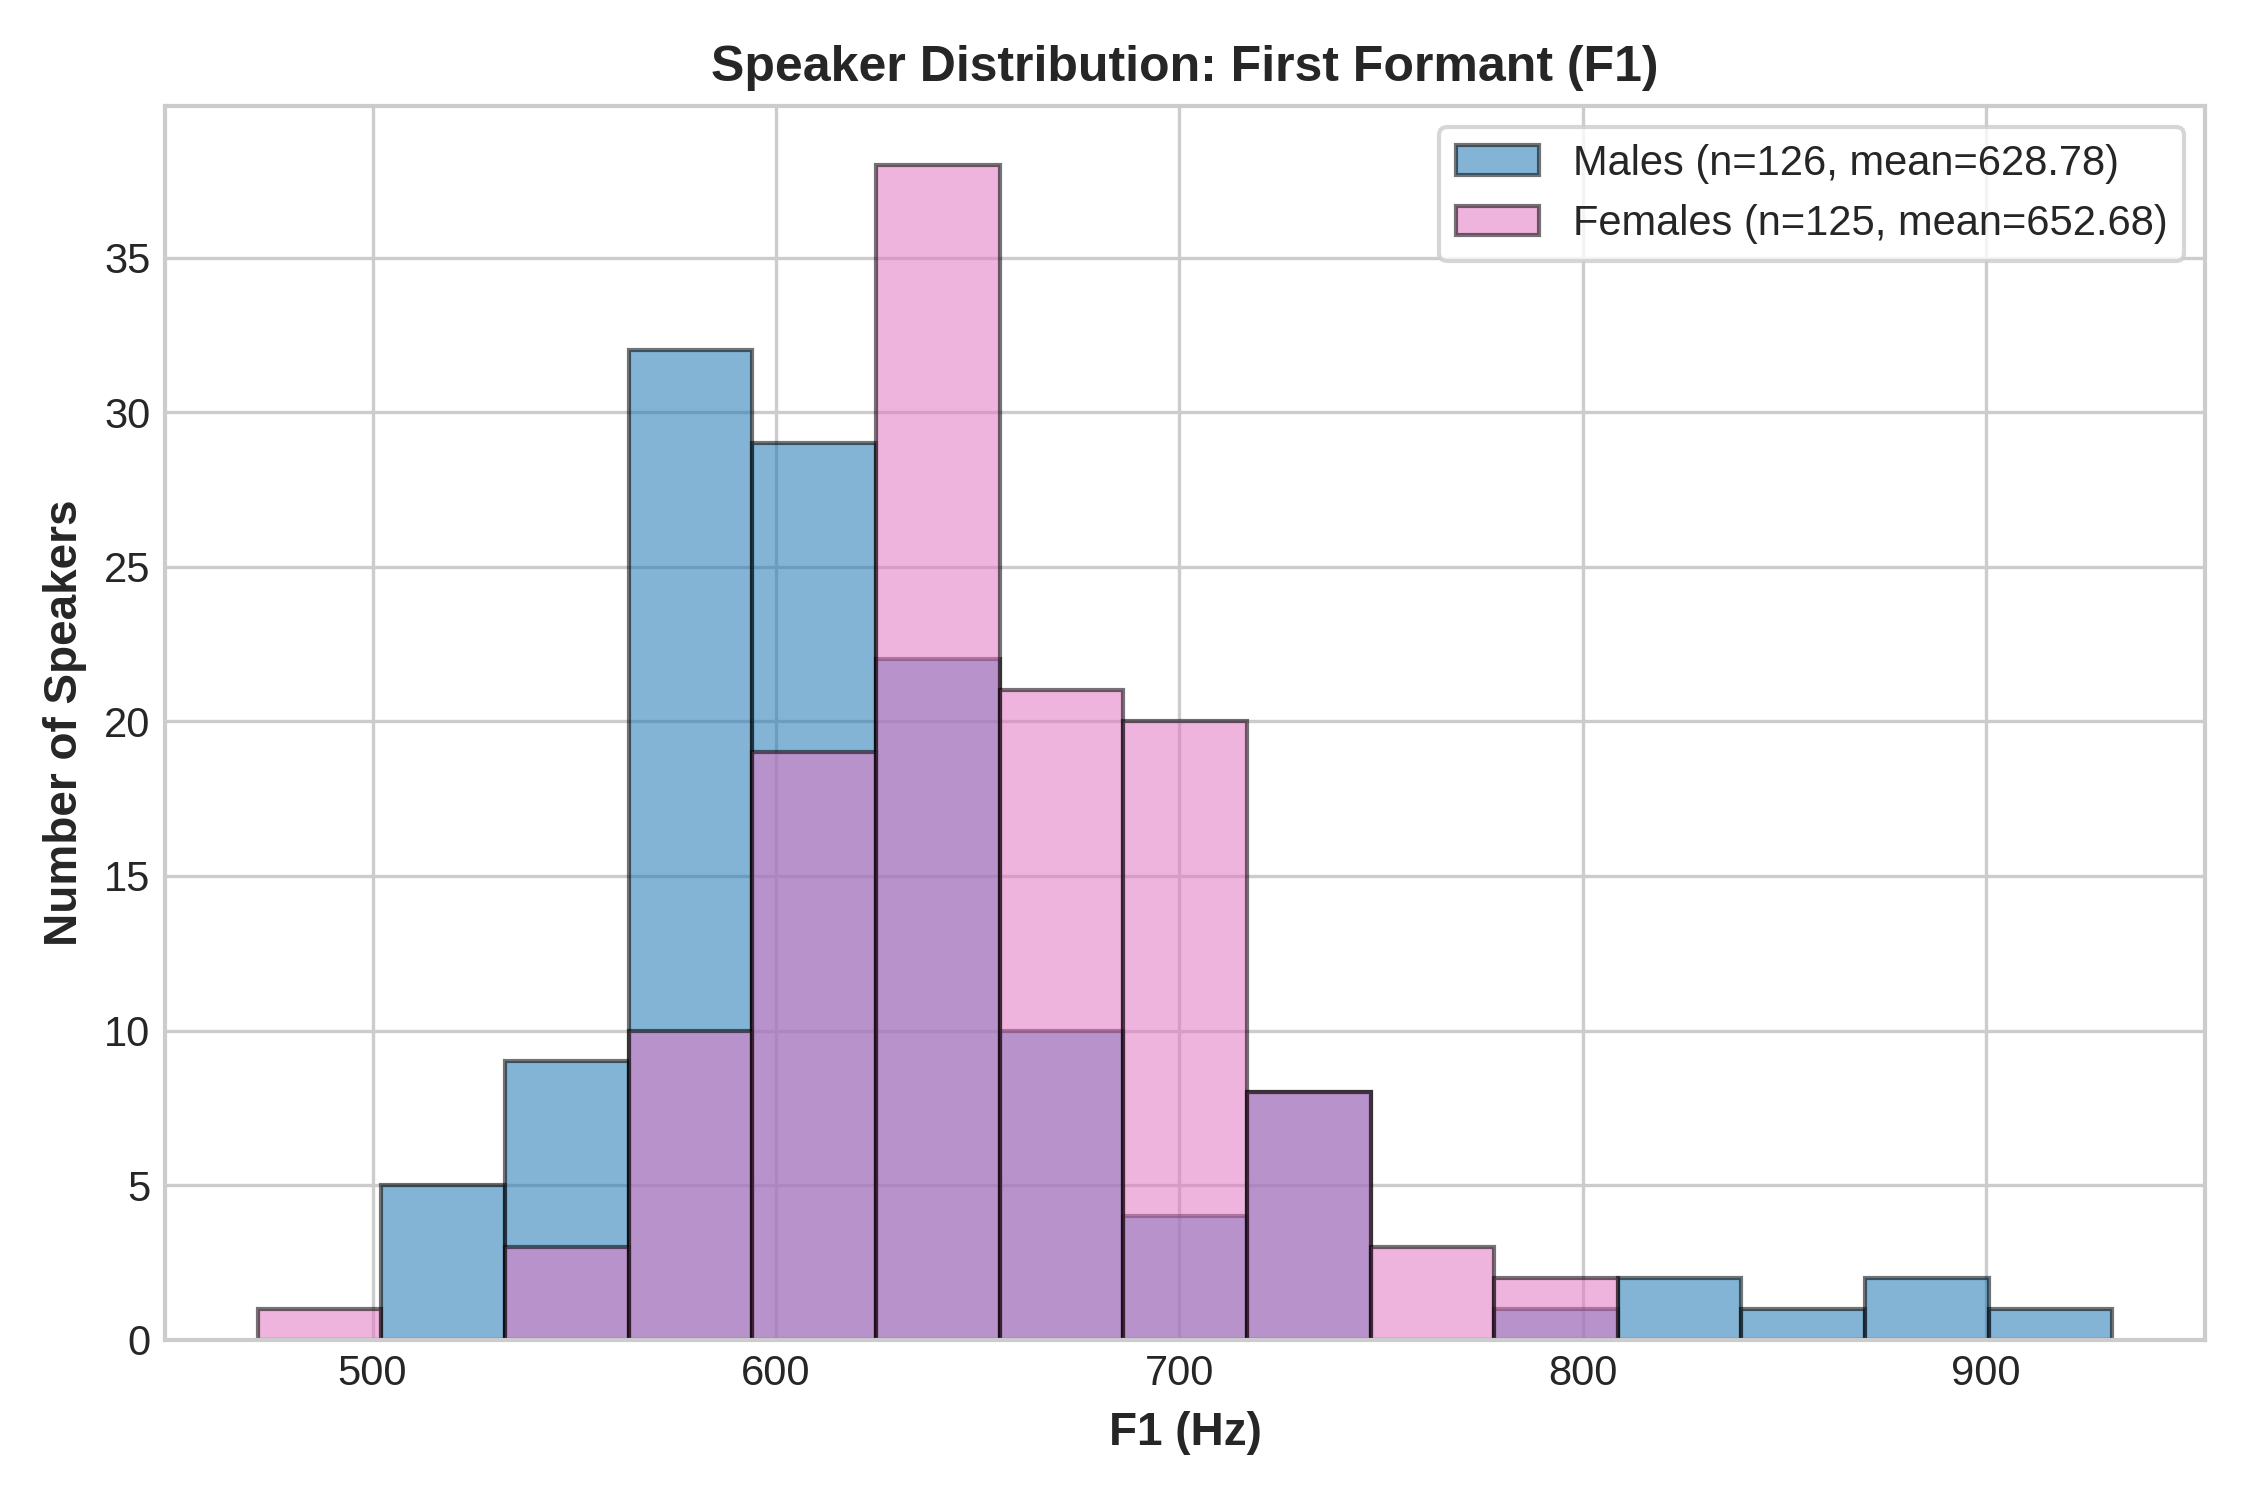 Speaker Distribution: First Formant (F1)
Males (n=126, mean=628.78)
Females (n=125, mean=652.68)
Number of Speakers
35
30
25
20
15
10
5
0
500 600 700 800 900
F1 (Hz)